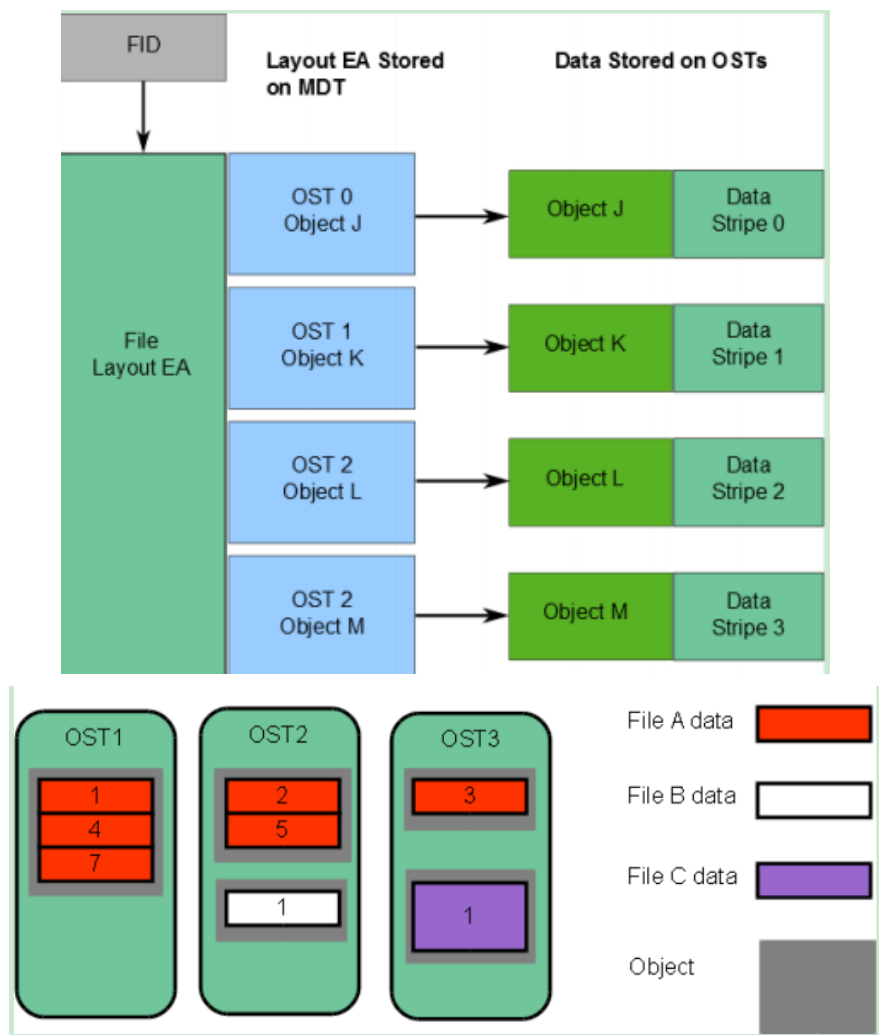 FID
Layout EA Stored
on MDT
Data Stored on OSTs
File
Layout EA
OST 0
Object J
Object J
Data
Stripe 0
OST 1
Object K
Object K
Data
Stripe 1
OST 2
Object L
Object L
Data
Stripe 2
OST 2
Object M
Object M
Data
Stripe 3
OST1
1
4
7
OST2
2
5
1
OST3
3
1
File A data
File B data
File C data
Object